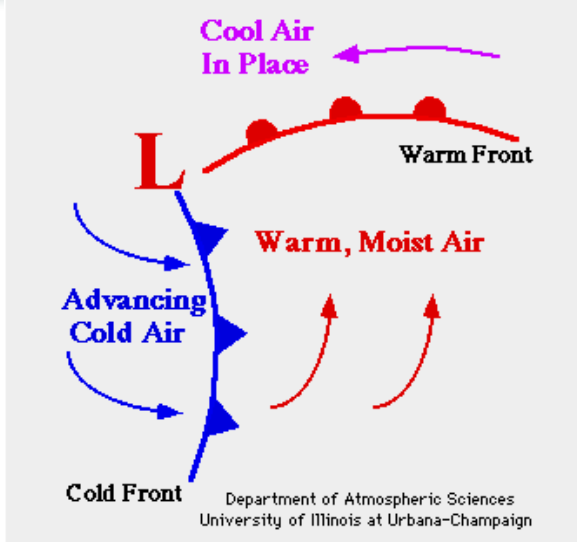 Cool Air
In Place
Warm Front
L
Warm, Moist Air
Advancing
Cold Air
Cold Front
Department of Atmospheric Sciences
University of Illinois at Urbana-Champaign